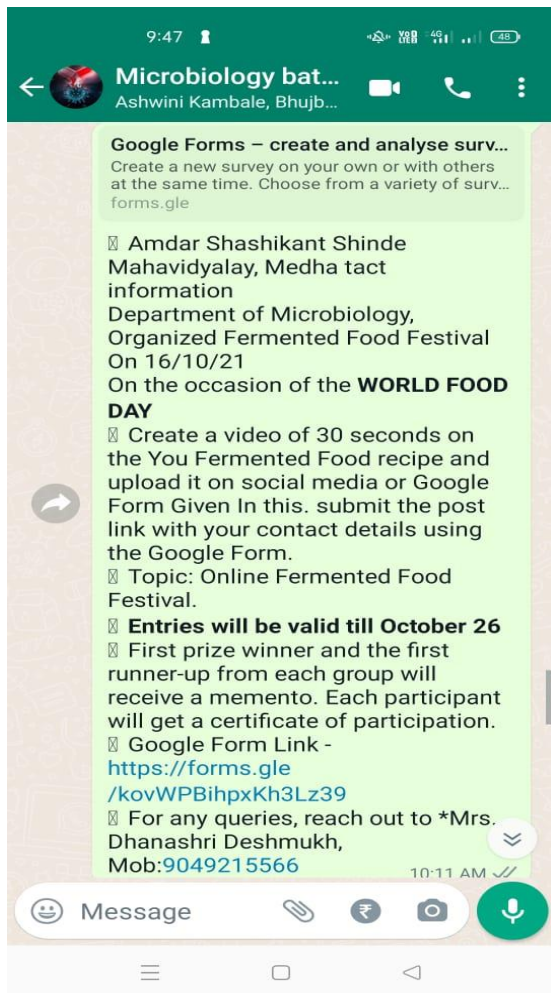 9:47
VoD LTEB 4G 48
Microbiology bat...
Ashwini Kambale, Bhujb...
Google Forms – create and analyse surv...
Create a new survey on your own or with others
at the same time. Choose from a variety of surv...
forms.gle
Amdar Shashikant Shinde
Mahavidyalay, Medha tact
information
Department of Microbiology,
Organized Fermented Food Festival
On 16/10/21
On the occasion of the WORLD FOOD
DAY
Create a video of 30 seconds on
the You Fermented Food recipe and
upload it on social media or Google
Form Given In this. submit the post
link with your contact details using
the Google Form.
Topic: Online Fermented Food
Festival.
Entries will be valid till October 26
First prize winner and the first
runner-up from each group will
receive a memento. Each participant
will get a certificate of participation.
Google Form Link -
https://forms.gle
/kovWPBihpxKh3Lz39
For any queries, reach out to *Mrs.
Dhanashri Deshmukh,
Mob:9049215566
10:11 AM
Message